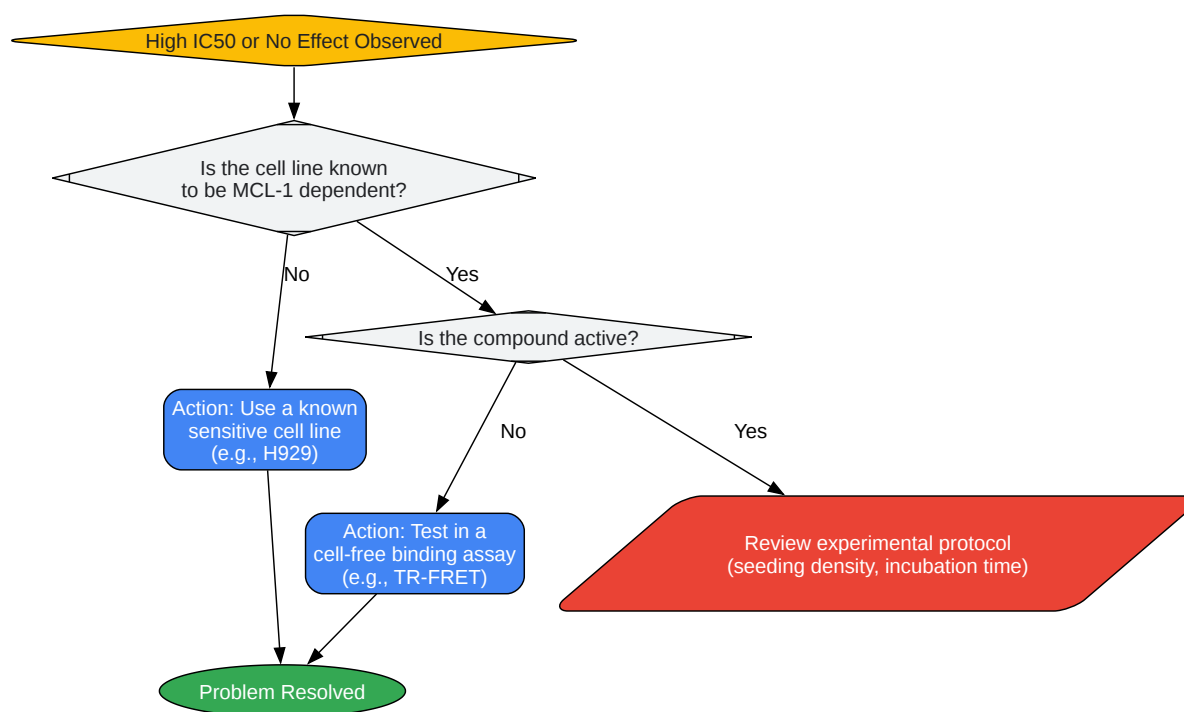 High IC50 or No Effect Observed
Is the cell line known
to be MCL-1 dependent?
No
Yes
Is the compound active?
Action: Use a known
sensitive cell line
(e.g., H929)
No
Yes
Action: Test in a
cell-free binding assay
(e.g., TR-FRET)
Review experimental protocol
(seeding density, incubation time)
Problem Resolved